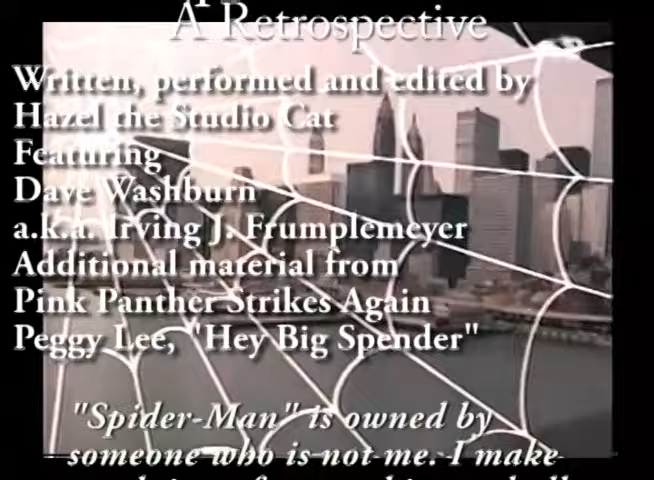 A Retrospective
Written, performed and edited by
Hazel the Studio Cat
Featuring
Dave Washburn
a.k.a. Irving J. Frumplemeyer
Additional material from
Pink Panther Strikes Again
Peggy Lee, "Hey Big Spender"
"Spider-Man" is owned by
someone who is not me. I make